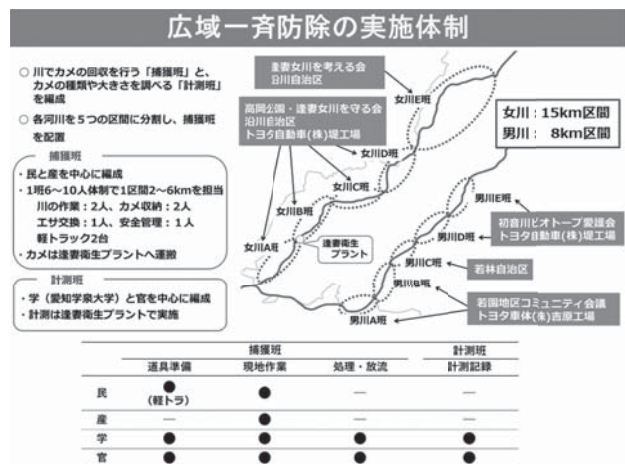 広域一斉防除の実施体制
○ 川でカメの回収を行う「捕獲班」と、
カメの種類や大きさを調べる「計測班」
を編成
○ 各河川を５つの区間に分割し、捕獲班
を配置
捕獲班
・民と産を中心に編成
・1班6～10人体制で1区間2～6kmを担当
川の作業：2人、カメ収納：2人
エサ交換：1人、安全管理：1人
軽トラック2台
・カメは逢妻衛生プラントへ運搬
計測班
・学（愛知学泉大学）と官を中心に編成
・計測は逢妻衛生プラントで実施
逢妻女川を考える会
沿川自治区
女川E班
高岡公園・逢妻女川を守る会
沿川自治区
トヨタ自動車(株)堤工場
女川D班
女川C班
女川B班
女川A班
逢妻衛生
プラント
女川：15km区間
男川： 8km区間
男川E班
初音川ビオトープ愛護会
トヨタ自動車(株)堤工場
男川D班
男川C班
若林自治区
男川B班
若園地区コミュニティ会議
トヨタ車体(株)吉原工場
男川A班
捕獲班 計測班
道具準備 現地作業 処理・放流 計測記録
民 ● ● － －
(軽トラ)
産 － ● － －
学 ● ● ● ●
官 ● ● ● ●